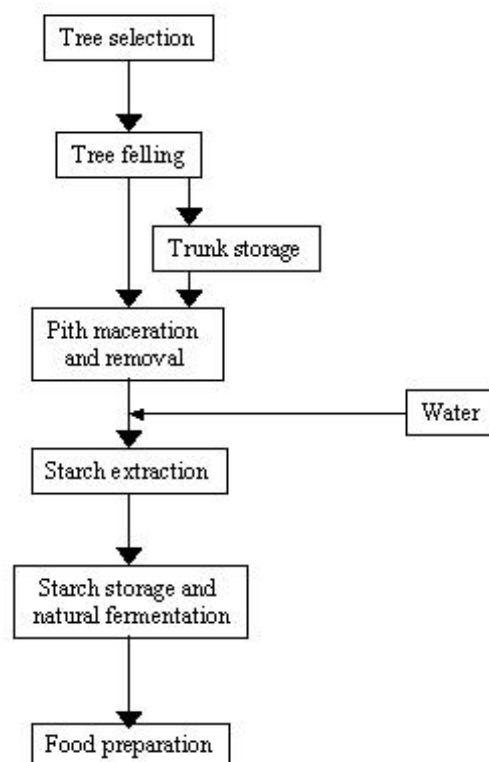 Tree selection
Tree felling
Trunk storage
Pith maceration
and removal
Water
Starch extraction
Starch storage and
natural fermentation
Food preparation